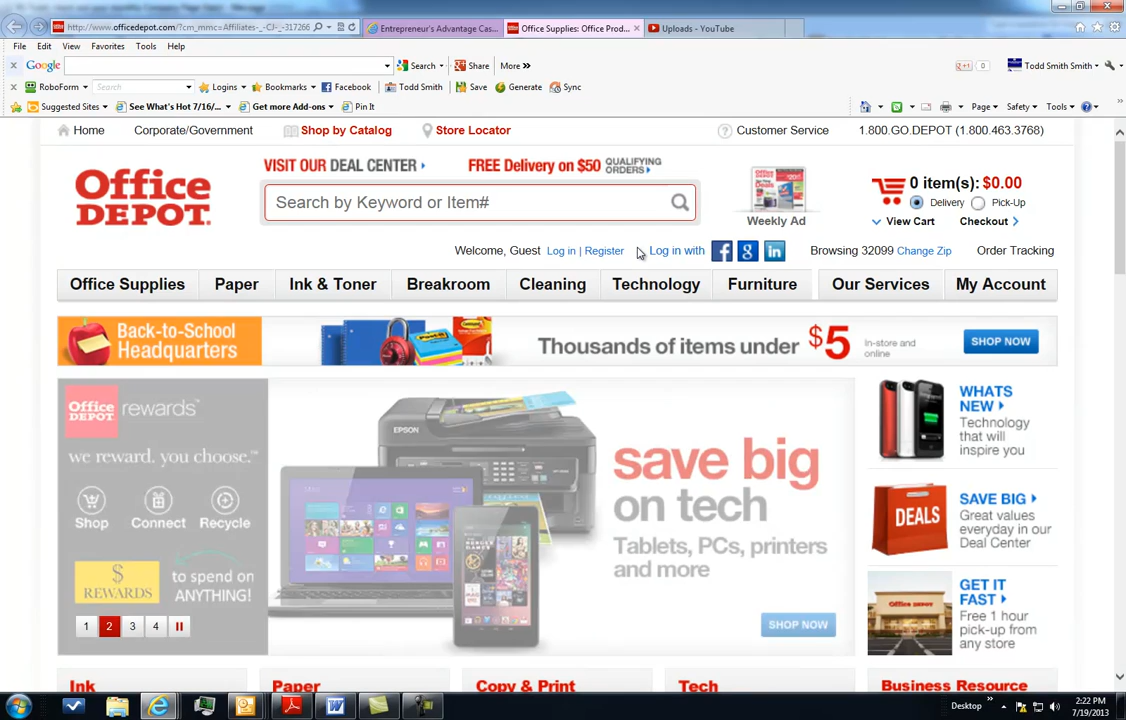 http://www.officedepot.com/?cm_mmc=Affiliates-_-CJ-_-317266
Entrepreneur's Advantage Cas...
Office Supplies: Office Prod...
Uploads - YouTube
File Edit View Favorites Tools Help
Google Search Share More »
+1 0 Todd Smith Smith
RoboForm Search Logins Bookmarks Facebook Todd Smith Save Generate Sync
Suggested Sites See What's Hot 7/16/... Get more Add-ons Pin It
Page Safety Tools
Home Corporate/Government Shop by Catalog Store Locator Customer Service 1.800.GO.DEPOT (1.800.463.3768)
VISIT OUR DEAL CENTER
FREE Delivery on $50 QUALIFYING ORDERS
Office DEPOT
Search by Keyword or Item#
Weekly Ad
0 item(s): $0.00
Delivery Pick-Up
View Cart Checkout
Welcome, Guest Log in | Register Log in with Browsing 32099 Change Zip Order Tracking
Office Supplies Paper Ink & Toner Breakroom Cleaning Technology Furniture Our Services My Account
Back-to-School
Headquarters
Thousands of items under $5
In-store and
online
SHOP NOW
Office DEPOT rewards™
we reward. you choose.™
Shop Connect Recycle
$ REWARDS
to spend on
ANYTHING!
1 2 3 4
EPSON
save big
on tech
Tablets, PCs, printers
and more
SHOP NOW
WHATS
NEW
Technology
that will
inspire you
DEALS
SAVE BIG
Great values
everyday in our
Deal Center
Office DEPOT
GET IT
FAST
Free 1 hour
pick-up from
any store
Ink Paper Copy & Print Tech Business Resource
Desktop
2:22 PM
7/19/2013